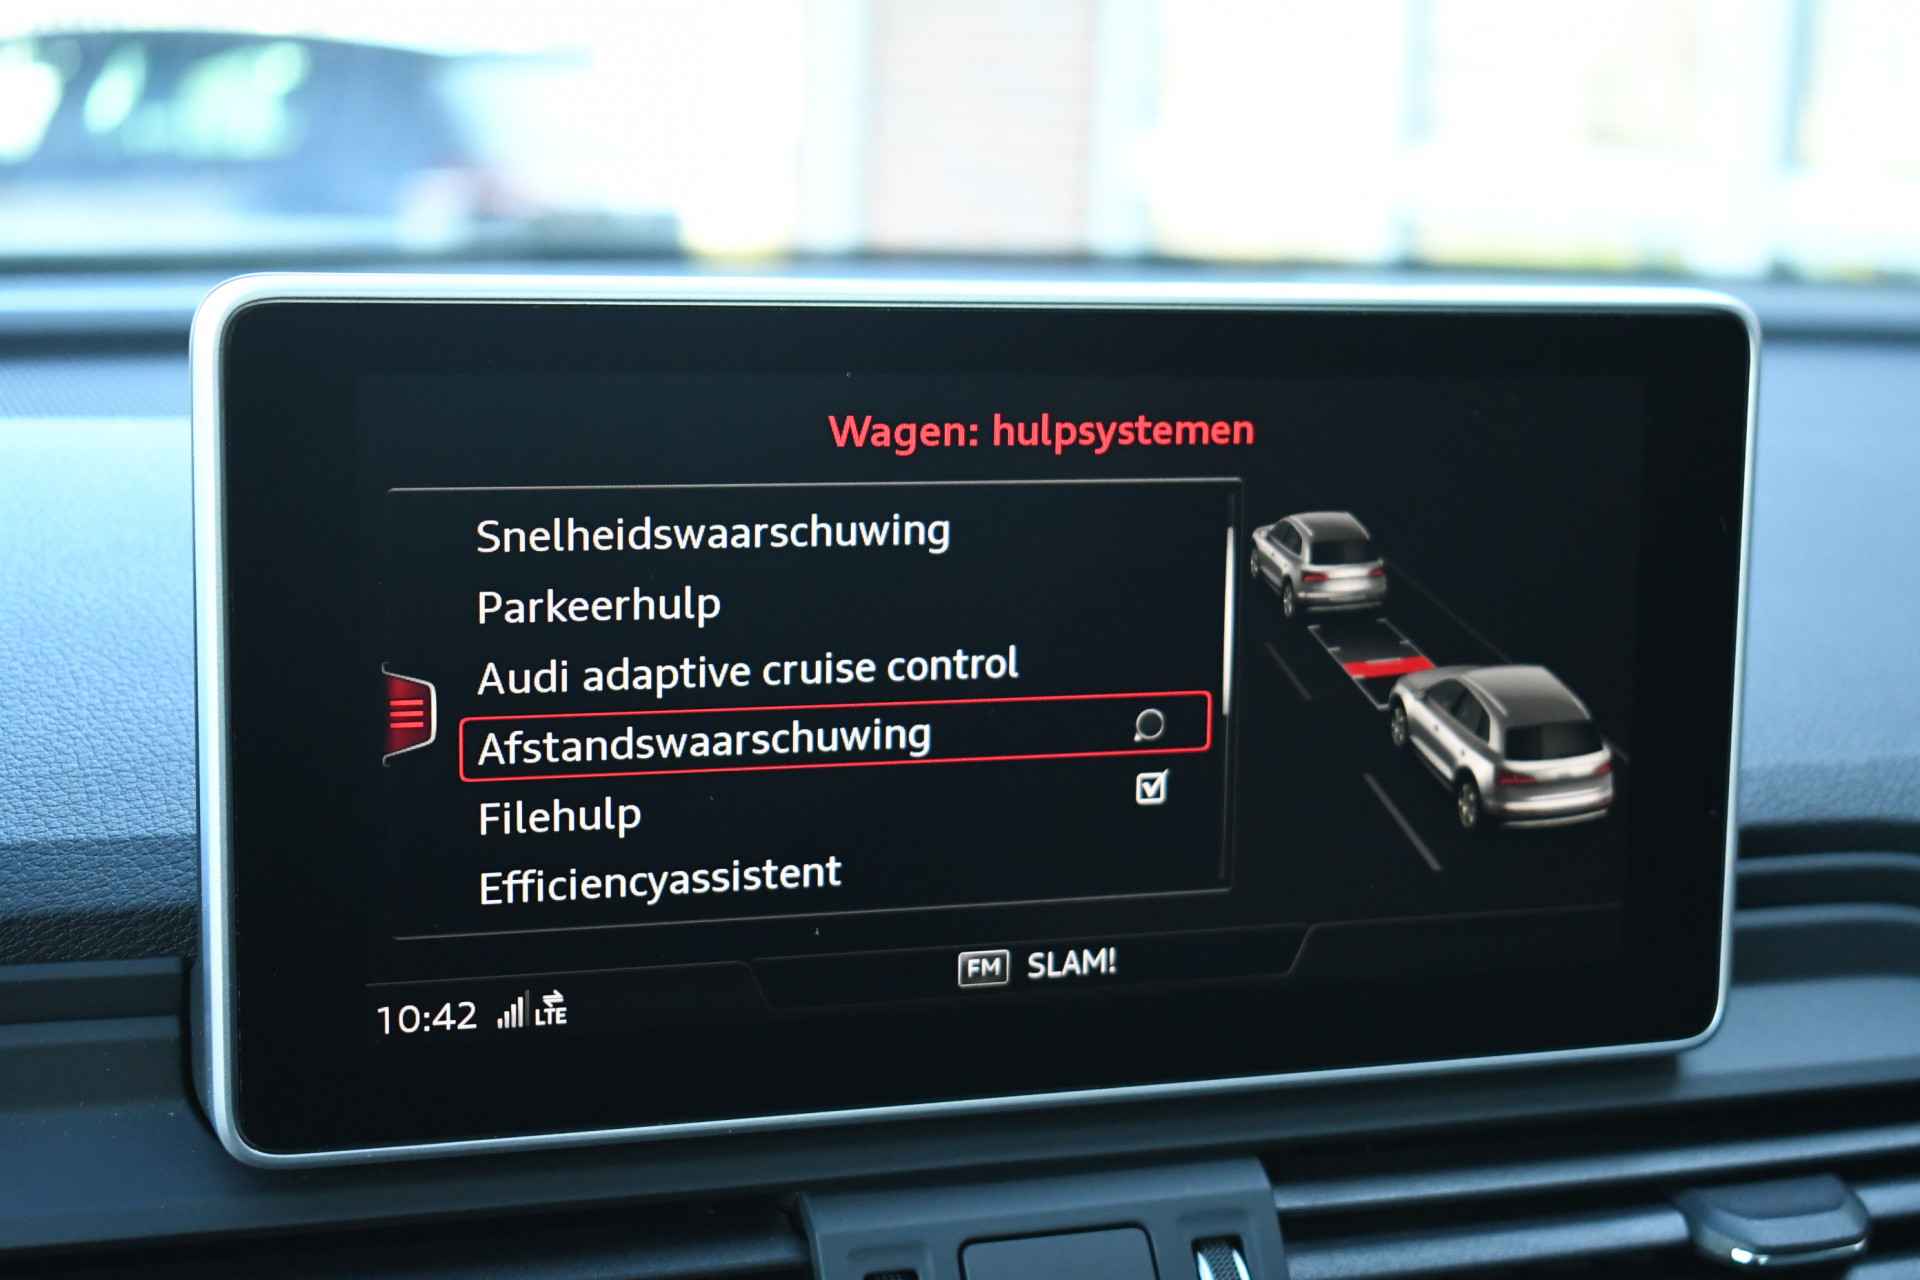 Wagen: hulpsystemen
Snelheidswaarschuwing
Parkeerhulp
Audi adaptive cruise control
Afstandswaarschuwing
Filehulp
Efficiencyassistent
FM SLAM!
10:42 LTE